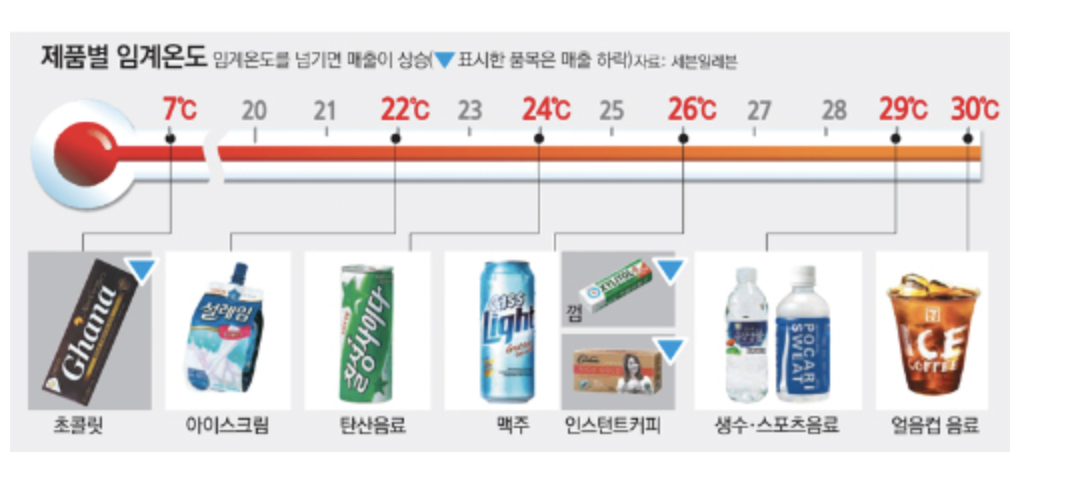 제품별 임계온도 임계온도를 넘기면 매출이 상승(▼표시한 품목은 매출 하락) 자료: 세븐일레븐
7℃ 20 21 22℃ 23 24℃ 25 26℃ 27 28 29℃ 30℃
Ghana
설레임
칠성사이다
Cass
Light
XYLITOL
껌
POCARI
SWEAT
ICE
COFFEE
초콜릿 아이스크림 탄산음료 맥주 인스턴트커피 생수·스포츠음료 얼음컵 음료